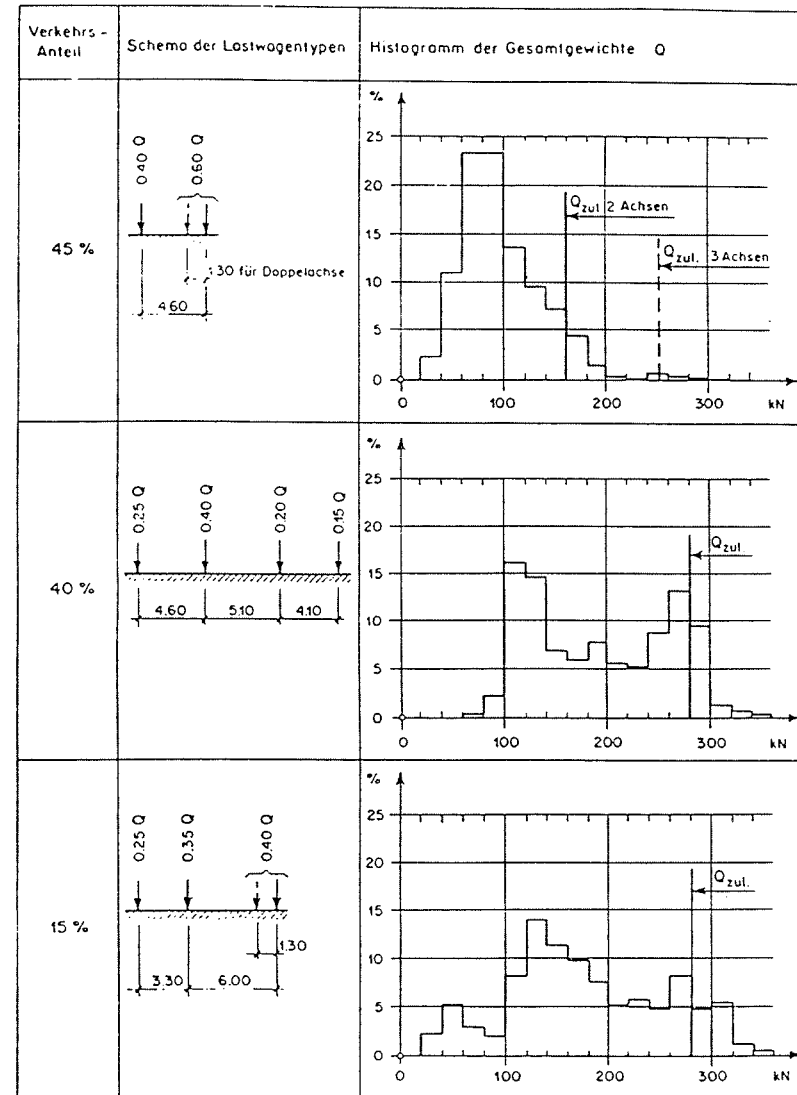 Verkehrs-
Anteil
Schema der Lastwagentypen
Histogramm der Gesamtgewichte Q
45 %
0.40 Q
0.60 Q
1.30 für Doppelachse
4.60
%
25
20
15
10
5
0
Qzul. 2 Achsen
Qzul. 3 Achsen
0
100
200
300
kN
40 %
0.25 Q
0.40 Q
0.20 Q
0.15 Q
4.60
5.10
4.10
%
25
20
15
10
5
0
Qzul.
0
100
200
300
kN
15 %
0.25 Q
0.35 Q
0.40 Q
1.30
3.30
6.00
%
25
20
15
10
5
0
Qzul.
0
100
200
300
kN